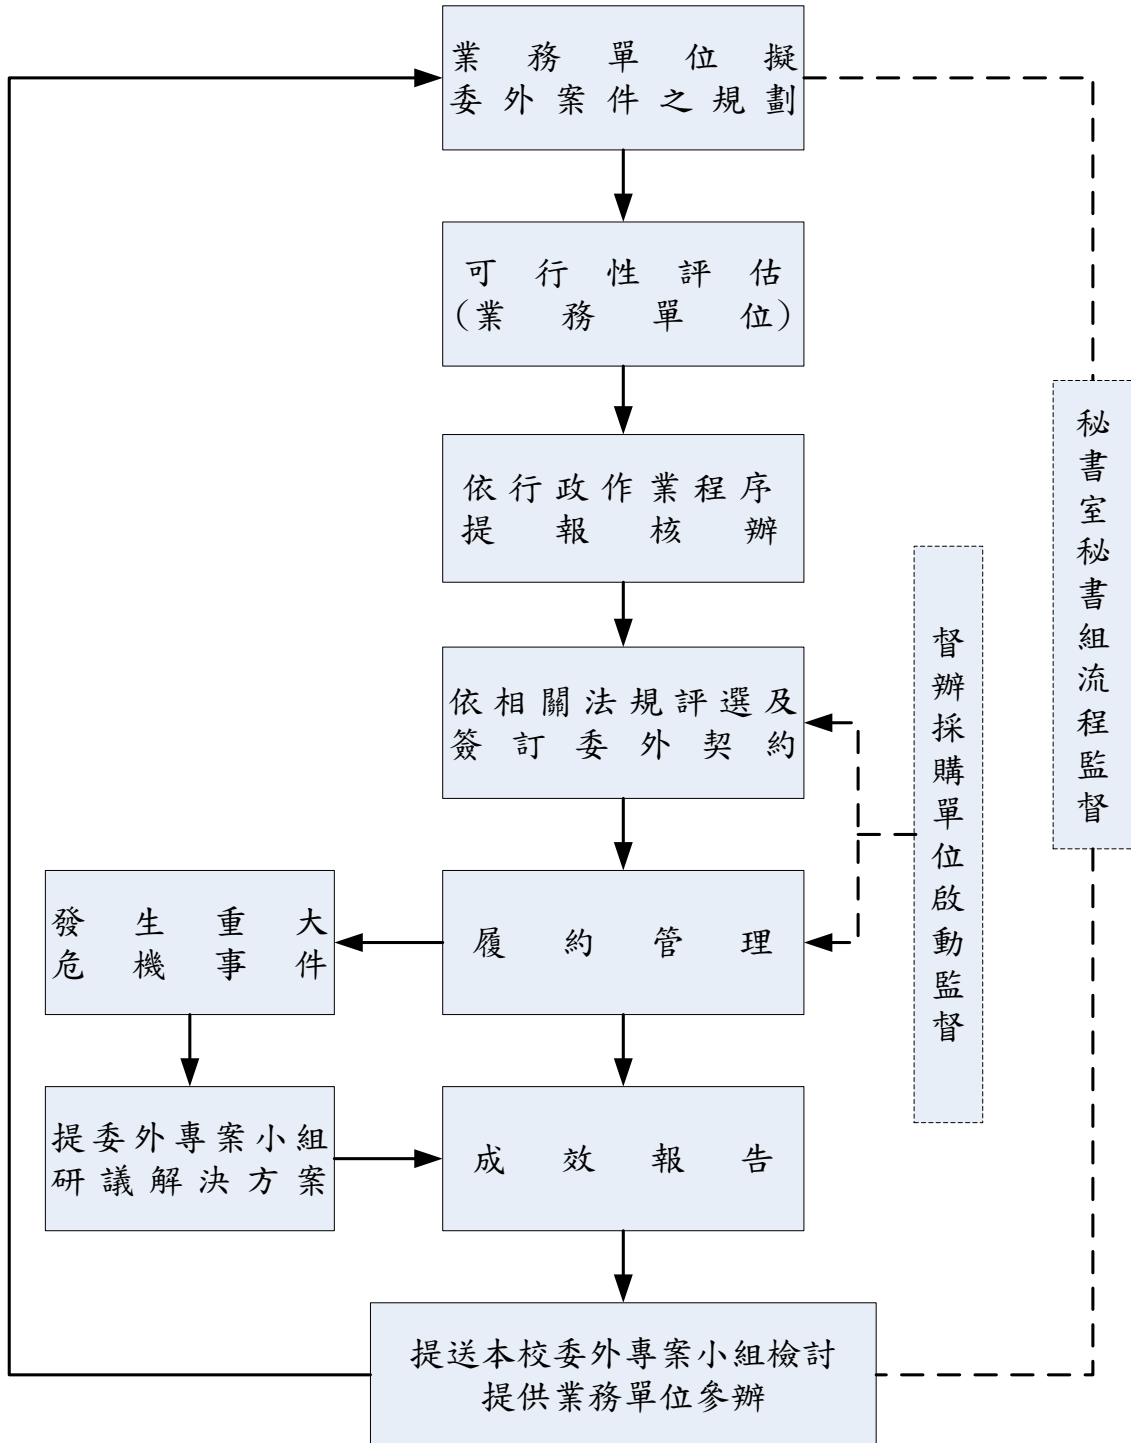 業務單位擬
委外案件之規劃
可行性評估
(業務單位)
依行政作業程序
提報核辦
依相關法規評選及
簽訂委外契約
履約管理
發生重大
危機事件
提委外專案小組
研議解決方案
成效報告
提送本校委外專案小組檢討
提供業務單位參辦
督辦採購單位啟動監督
秘書室秘書組流程監督